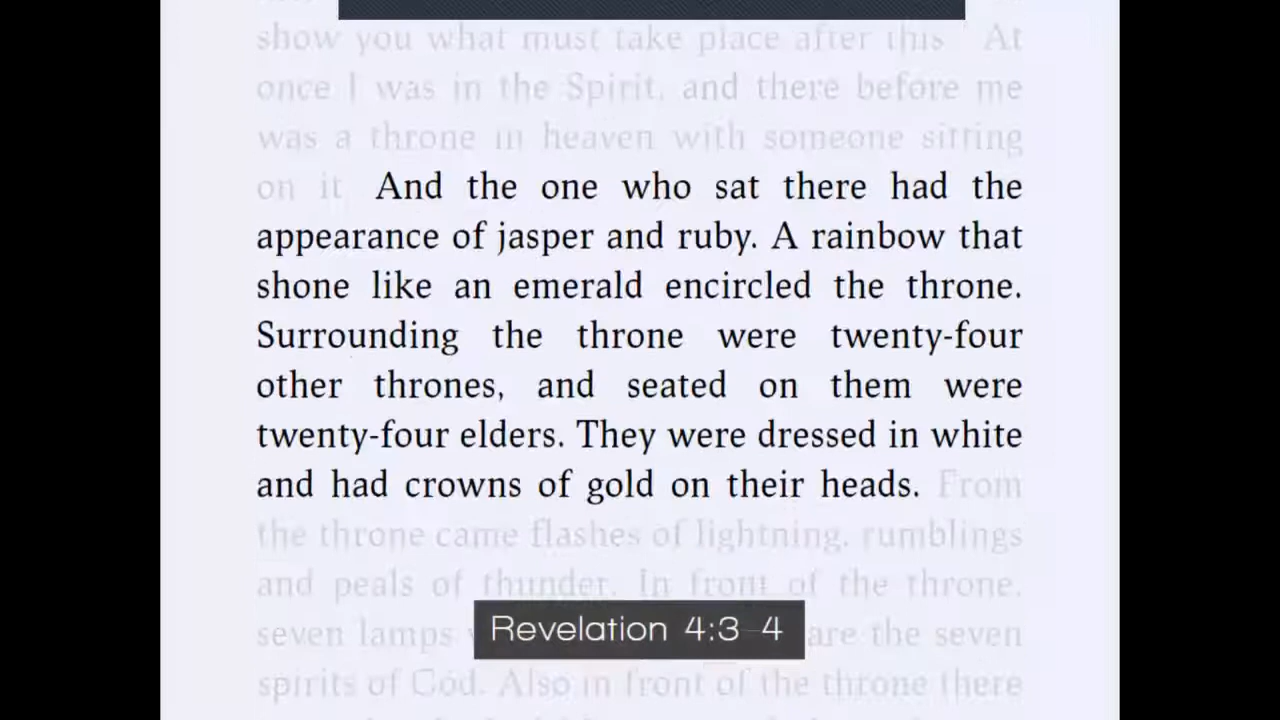 show you what must take place after this At
once I was in the Spirit, and there before me
was a throne in heaven with someone sitting
on it And the one who sat there had the
appearance of jasper and ruby. A rainbow that
shone like an emerald encircled the throne.
Surrounding the throne were twenty-four
other thrones, and seated on them were
twenty-four elders. They were dressed in white
and had crowns of gold on their heads. From
the throne came flashes of lightning, rumblings
and peals of thunder. In front of the throne,
seven lamps are the seven
Revelation 4:3-4
spirits of God. Also in front of the throne there